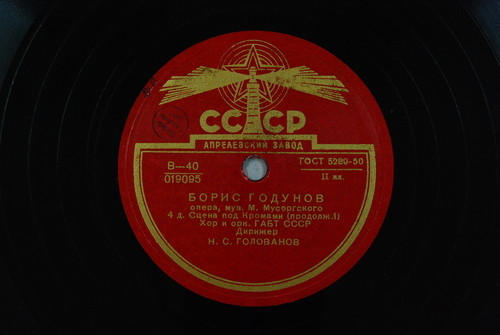 СССР
АПРЕЛЕВСКИЙ ЗАВОД
В—40
019095
ГОСТ 5289-50
II кл.
БОРИС ГОДУНОВ
опера, муз. М. Мусоргского
4 д. Сцена под Кромами (продолж.1)
Хор и орк. ГАБТ СССР
Дирижер
Н. С. ГОЛОВАНОВ